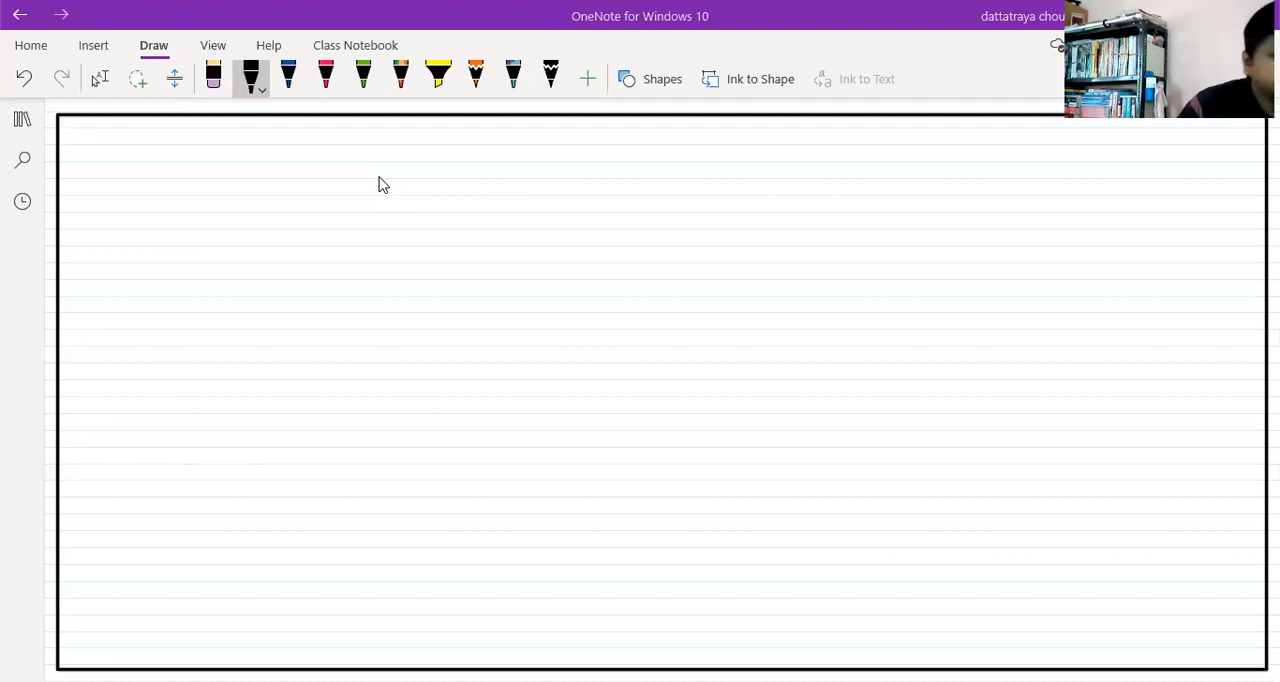 OneNote for Windows 10
dattatraya chou
Home Insert Draw View Help Class Notebook
Shapes Ink to Shape Ink to Text